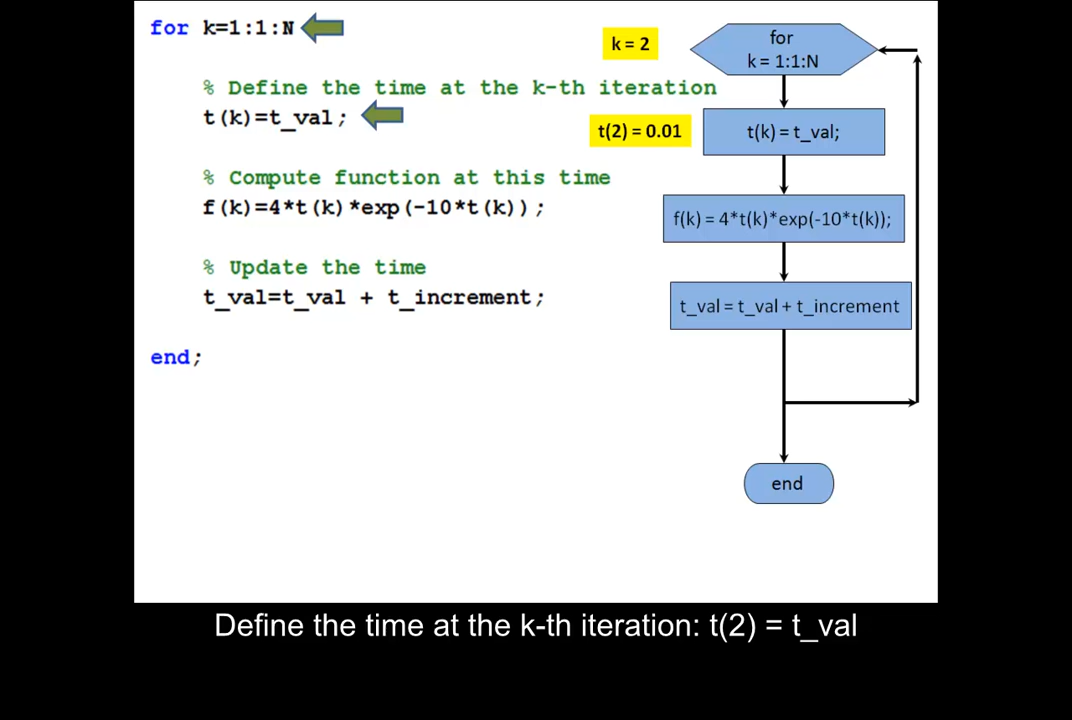 for k=1:1:N
% Define the time at the k-th iteration
t(k)=t_val;
% Compute function at this time
f(k)=4*t(k)*exp(-10*t(k));
% Update the time
t_val=t_val + t_increment;
end;
k = 2
for
k = 1:1:N
t(2) = 0.01
t(k) = t_val;
f(k) = 4*t(k)*exp(-10*t(k));
t_val = t_val + t_increment
end
Define the time at the k-th iteration: t(2) = t_val